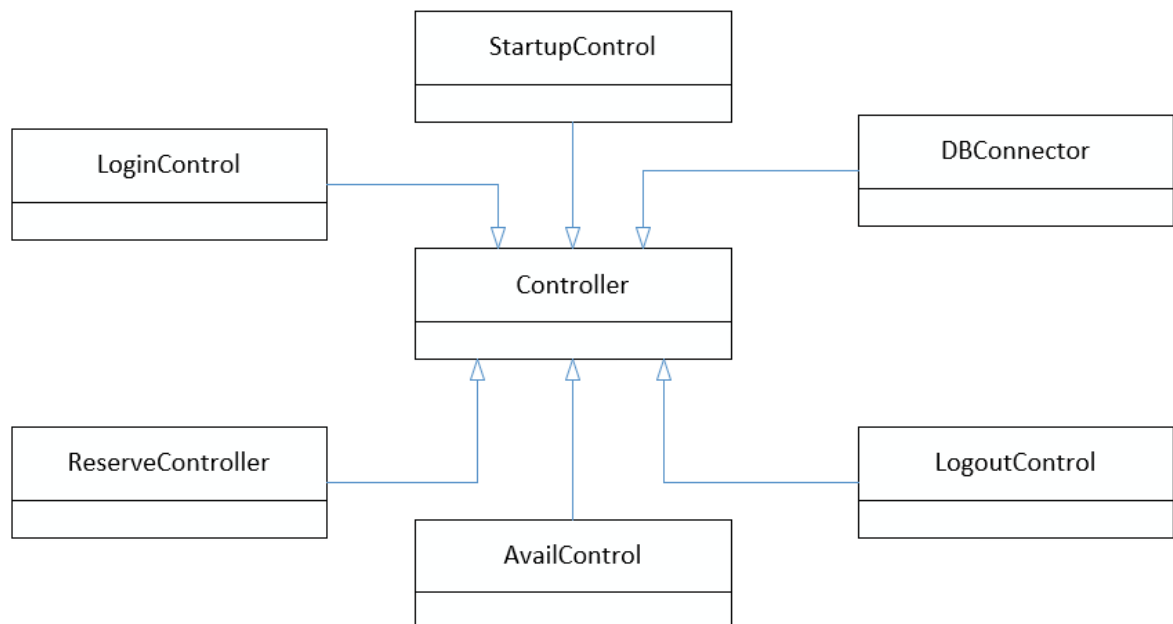 StartupControl
LoginControl
DBConnector
Controller
ReserveController
LogoutControl
AvailControl